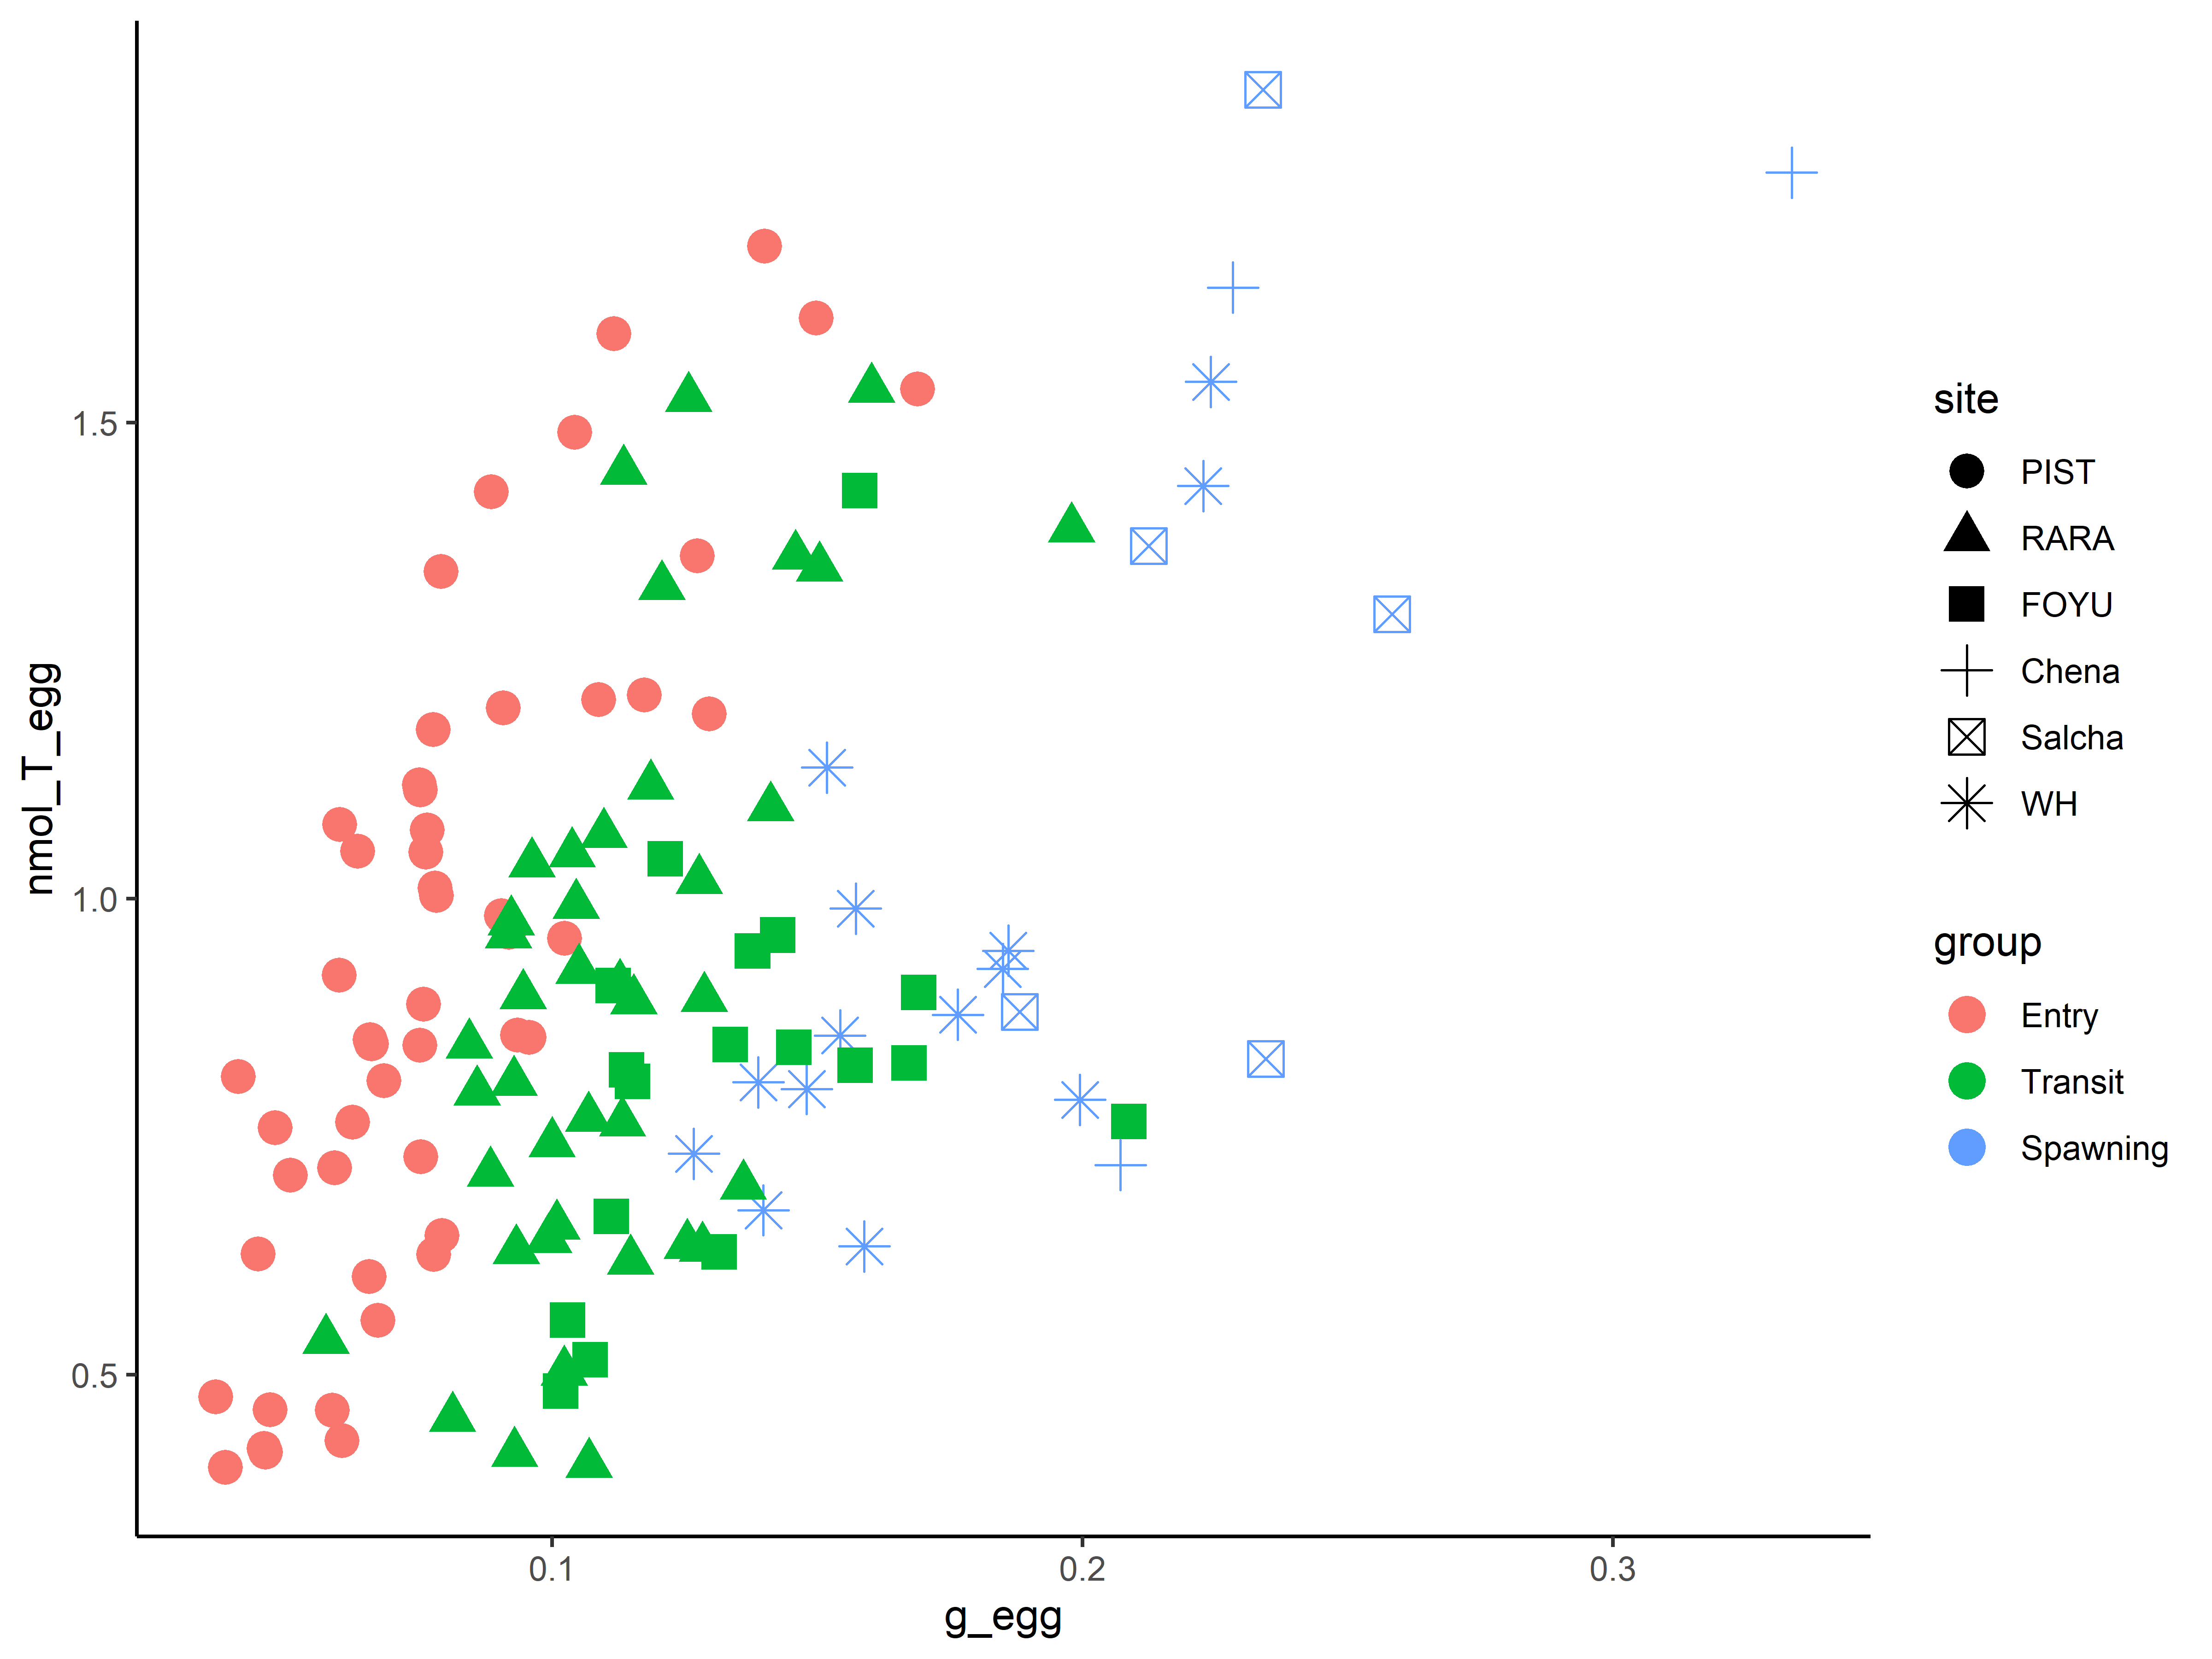 nmol_T_egg
1.5
1.0
0.5
0.1
0.2
0.3
g_egg
site
PIST
RARA
FOYU
Chena
Salcha
WH
group
Entry
Transit
Spawning